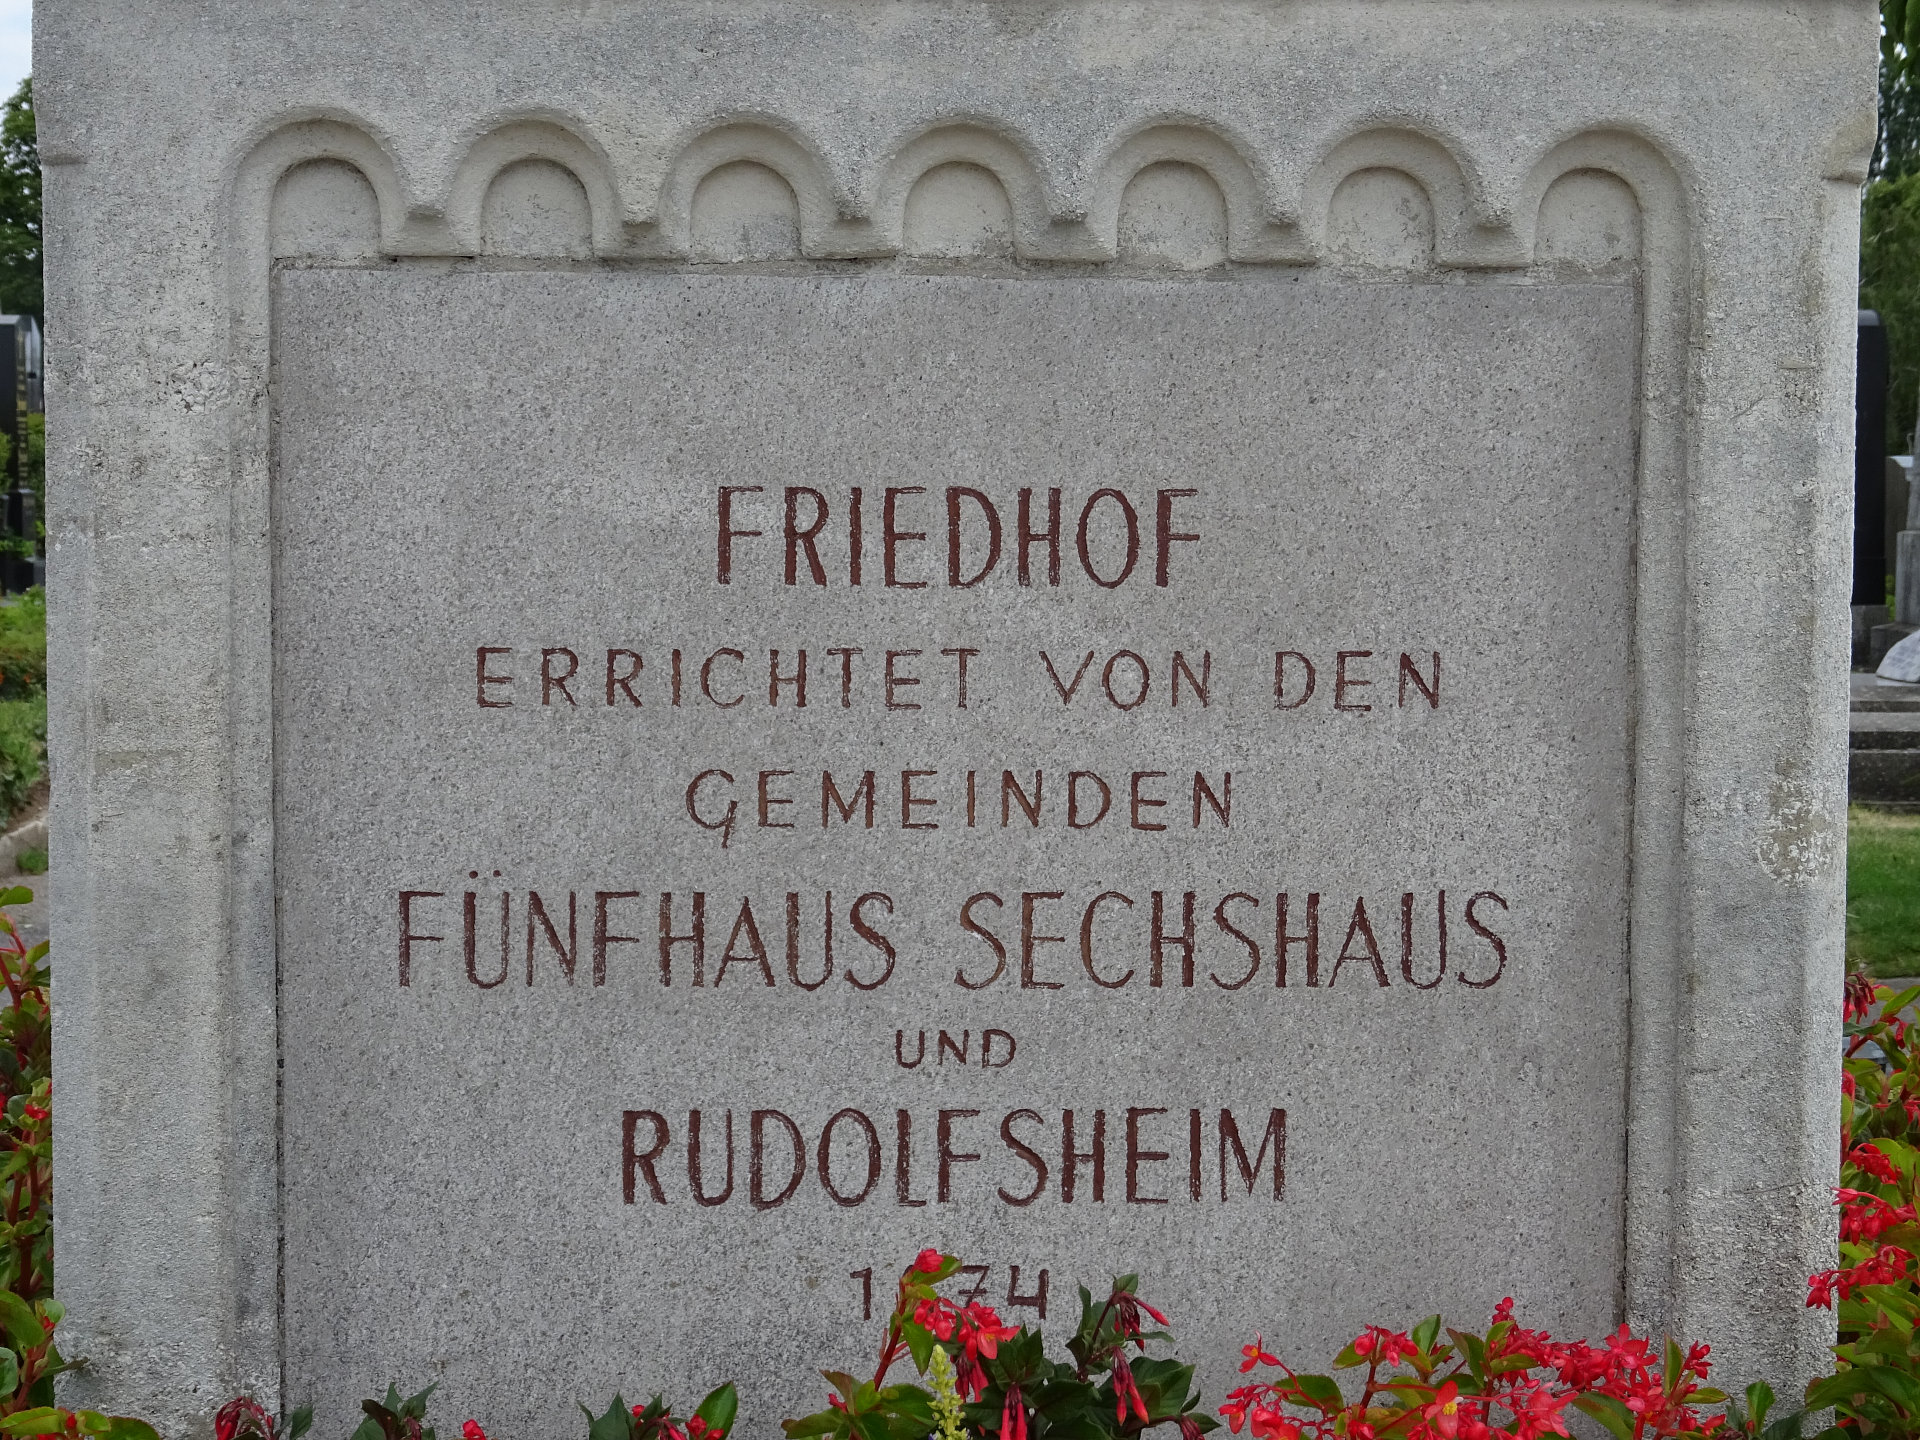 FRIEDHOF
ERRICHTET VON DEN
GEMEINDEN
FÜNFHAUS SECHSHAUS
UND
RUDOLFSHEIM